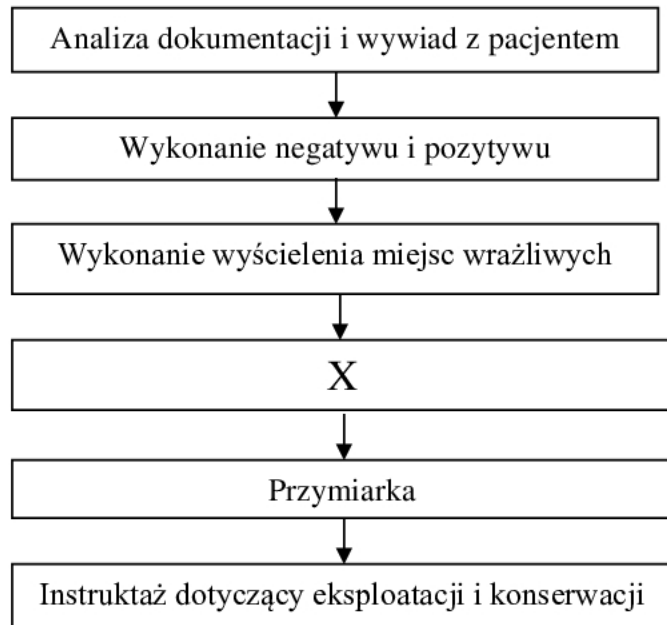 Analiza dokumentacji i wywiad z pacjentem
Wykonanie negatywu i pozytywu
Wykonanie wyścielenia miejsc wrażliwych
X
Przymiarka
Instruktaż dotyczący eksploatacji i konserwacji